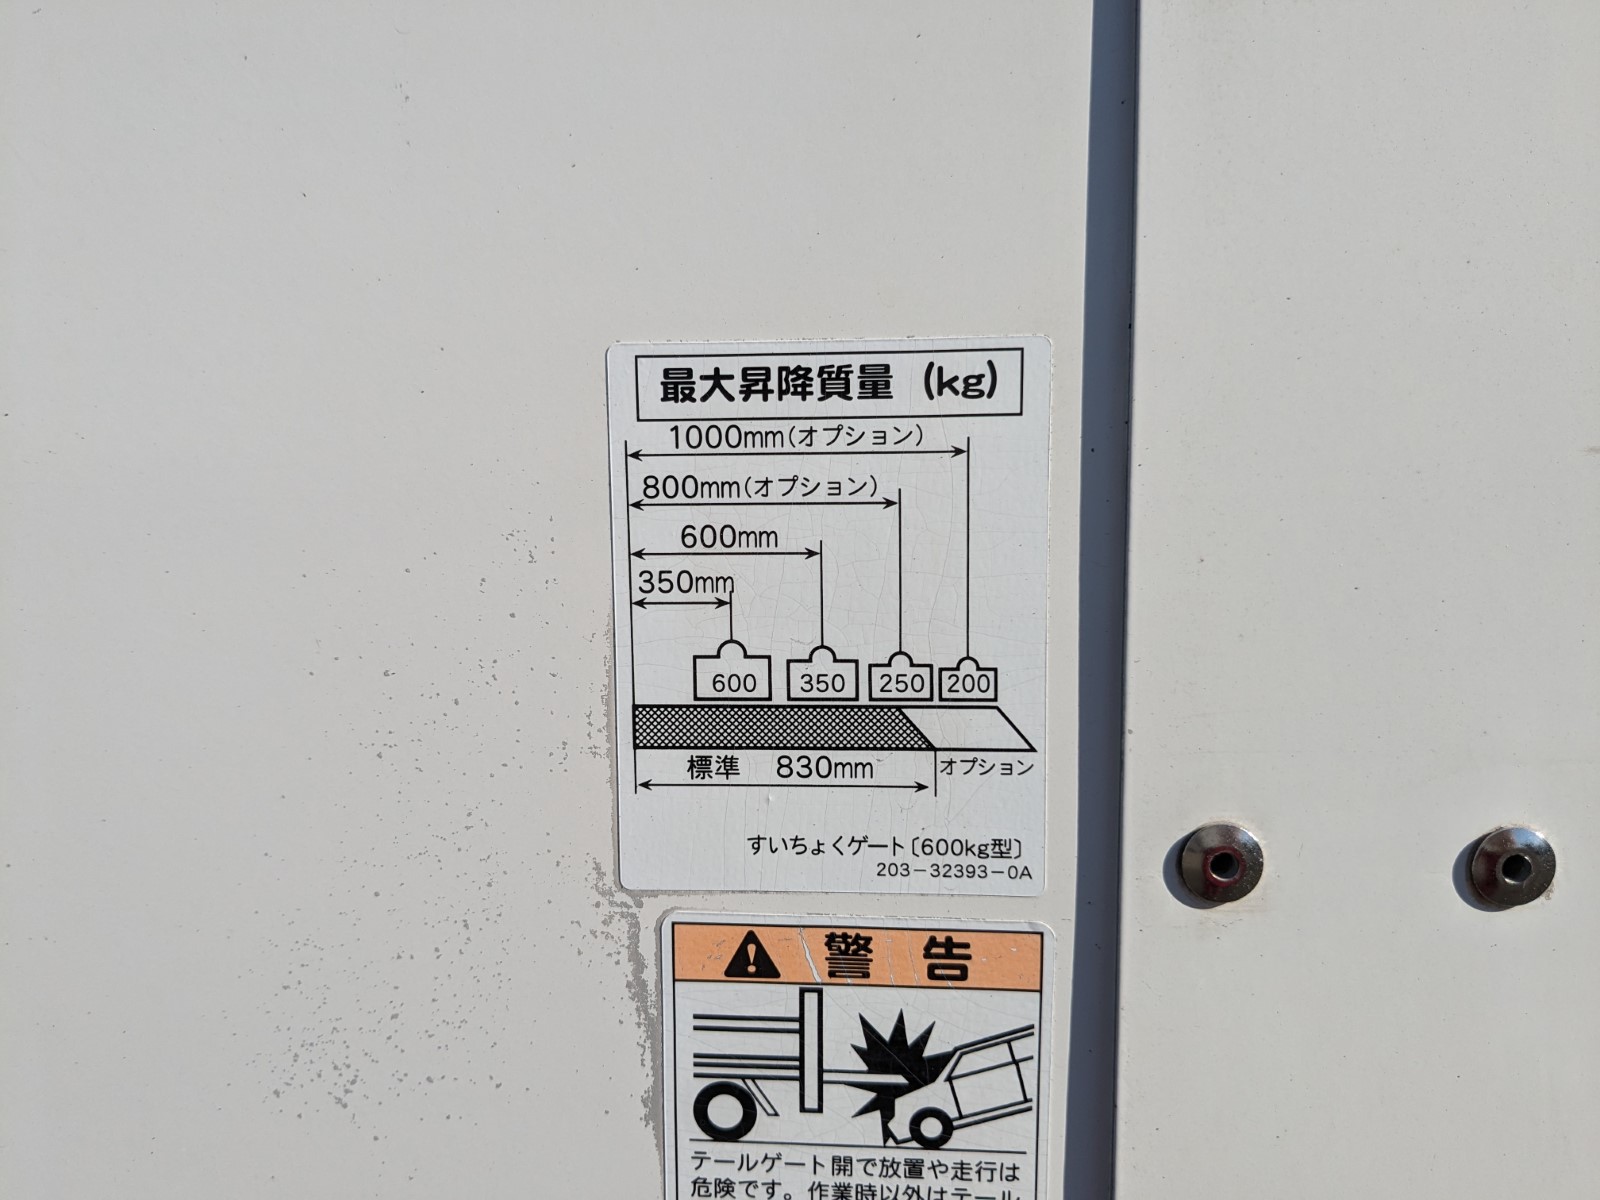 最大昇降質量 (kg)
1000mm(オプション)
800mm(オプション)
600mm
350mm
600 350 250 200
標準 830mm オプション
すいちょくゲート〔600kg型〕
203-32393-0A
警告
テールゲート開で放置や走行は
危険です。作業時以外はテール